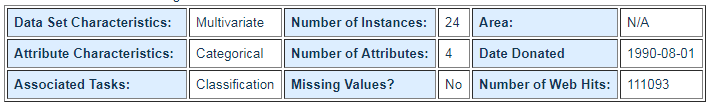 Data Set Characteristics: Multivariate Number of Instances: 24 Area: N/A
Attribute Characteristics: Categorical Number of Attributes: 4 Date Donated 1990-08-01
Associated Tasks: Classification Missing Values? No Number of Web Hits: 111093